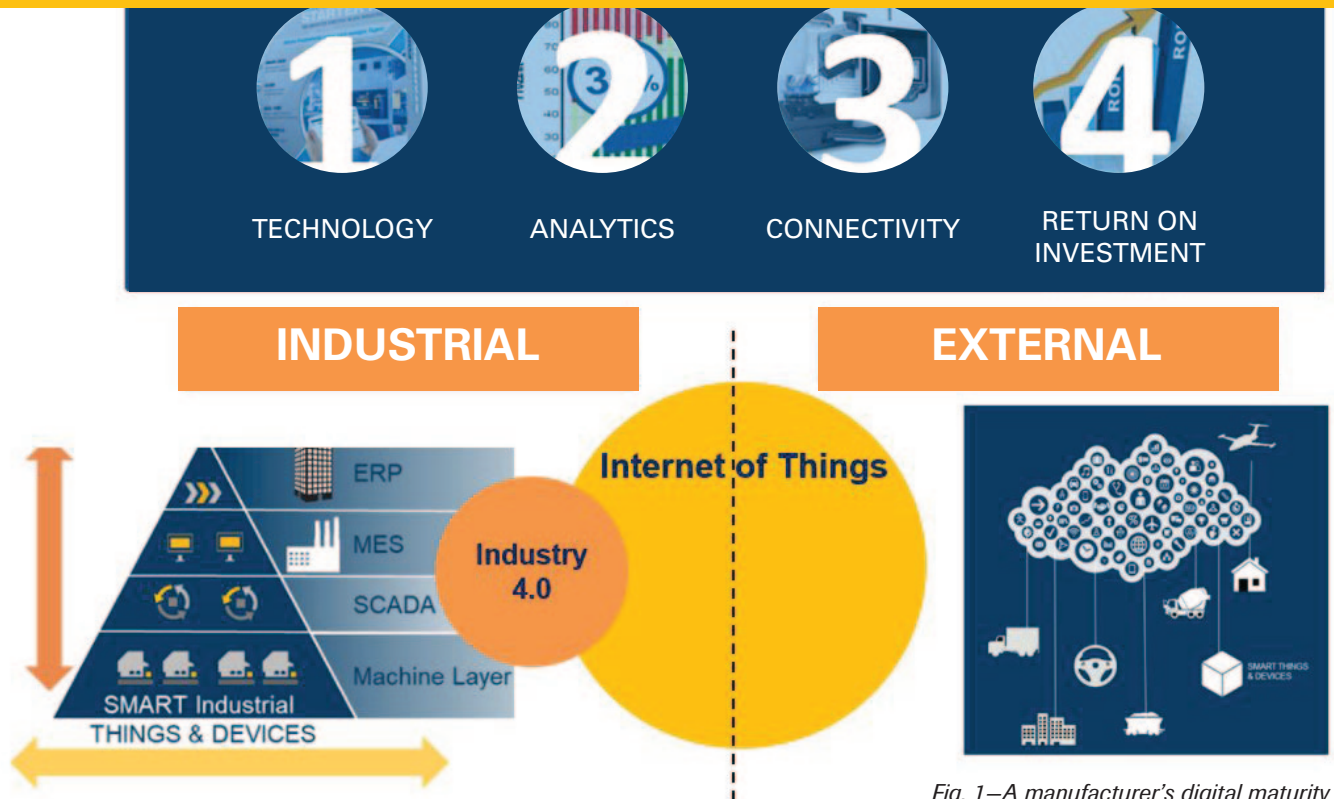 1
2
3
4
TECHNOLOGY
ANALYTICS
CONNECTIVITY
RETURN ON
INVESTMENT
INDUSTRIAL
EXTERNAL
ERP
MES
SCADA
Machine Layer
SMART Industrial
THINGS & DEVICES
Industry
4.0
Internet of Things
SMART THINGS
& DEVICES
Fig. 1—A manufacturer's digital maturity